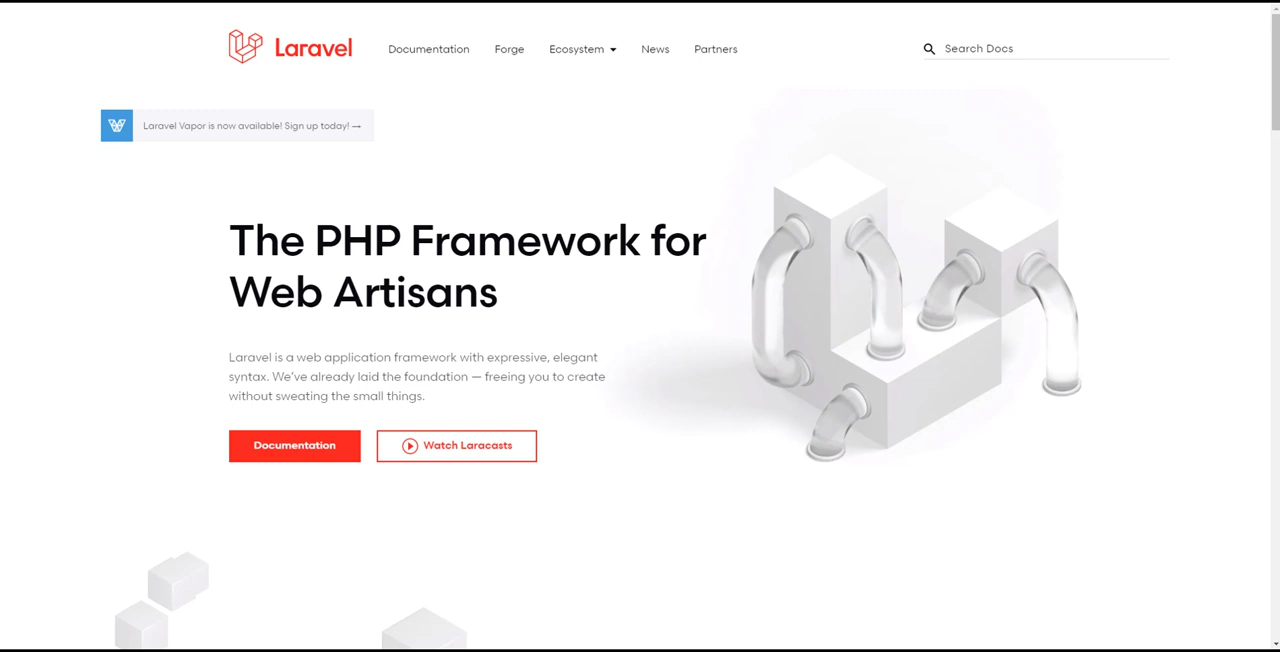 Laravel
Documentation Forge Ecosystem News Partners
Search Docs
Laravel Vapor is now available! Sign up today! →
The PHP Framework for
Web Artisans
Laravel is a web application framework with expressive, elegant
syntax. We've already laid the foundation — freeing you to create
without sweating the small things.
Documentation
Watch Laracasts